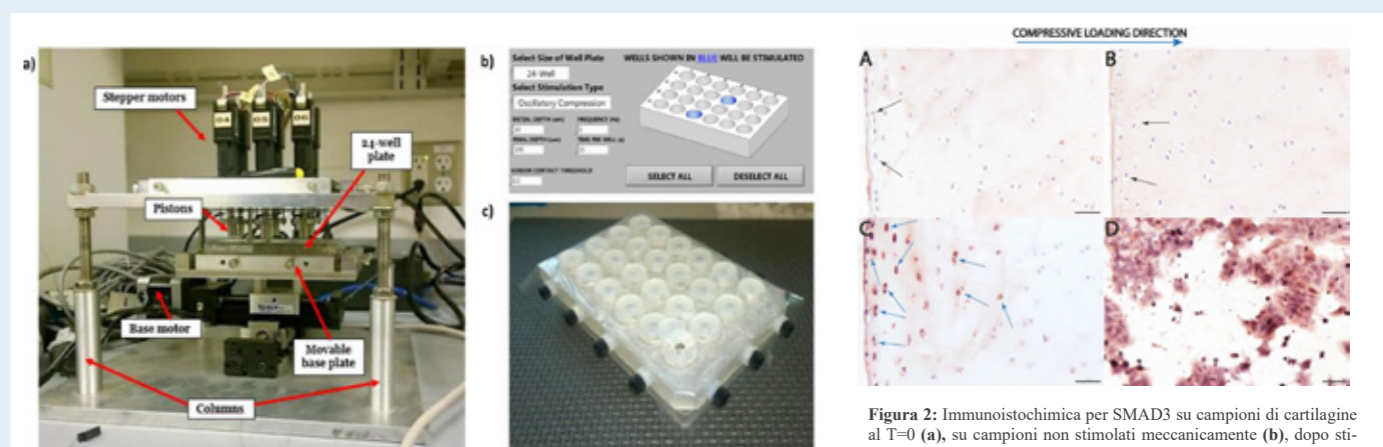 a)
Stepper motors
24-well
plate
Pistons
Base motor
Movable
base plate
Columns
b)
Select Size of Well Plate
24-Well
Select Stimulation Type
Oscillatory Compression
WELLS SHOWN IN BLUE WILL BE STIMULATED
SELECT ALL
DESELECT ALL
c)
COMPRESSIVE LOADING DIRECTION
A
B
C
D
Figura 2: Immunoistochimica per SMAD3 su campioni di cartilagine
al T=0 (a), su campioni non stimolati meccanicamente (b), dopo sti-